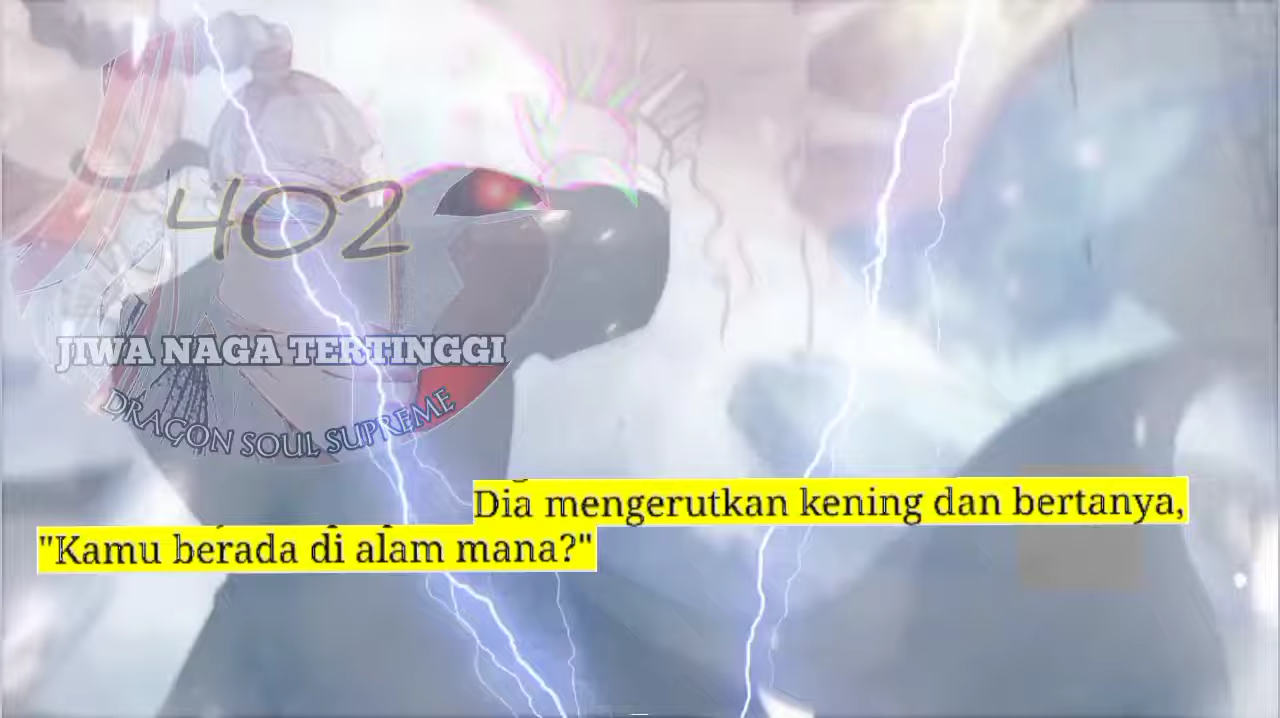 402
JIWA NAGA TERTINGGI
DRAGON SOUL SUPREME
Dia mengerutkan kening dan bertanya,
"Kamu berada di alam mana?"